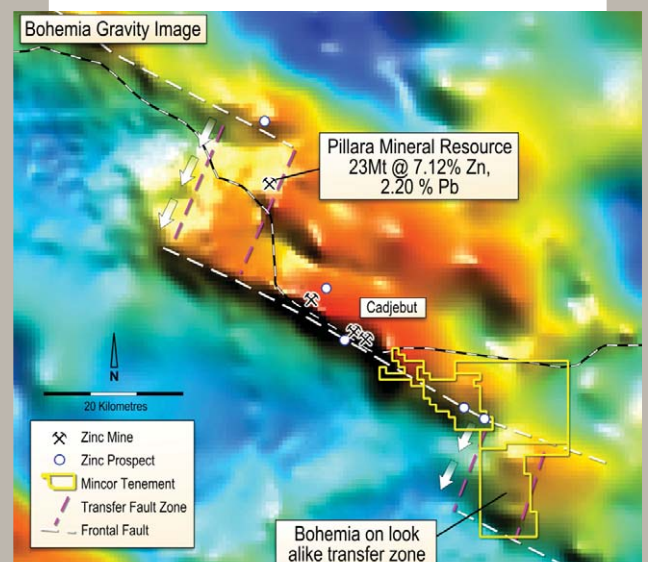 Bohemia Gravity Image
Pillara Mineral Resource
23Mt @ 7.12% Zn,
2.20 % Pb
Cadjebut
N
20 Kilometres
Zinc Mine
Zinc Prospect
Mincor Tenement
Transfer Fault Zone
Frontal Fault
Bohemia on look
alike transfer zone